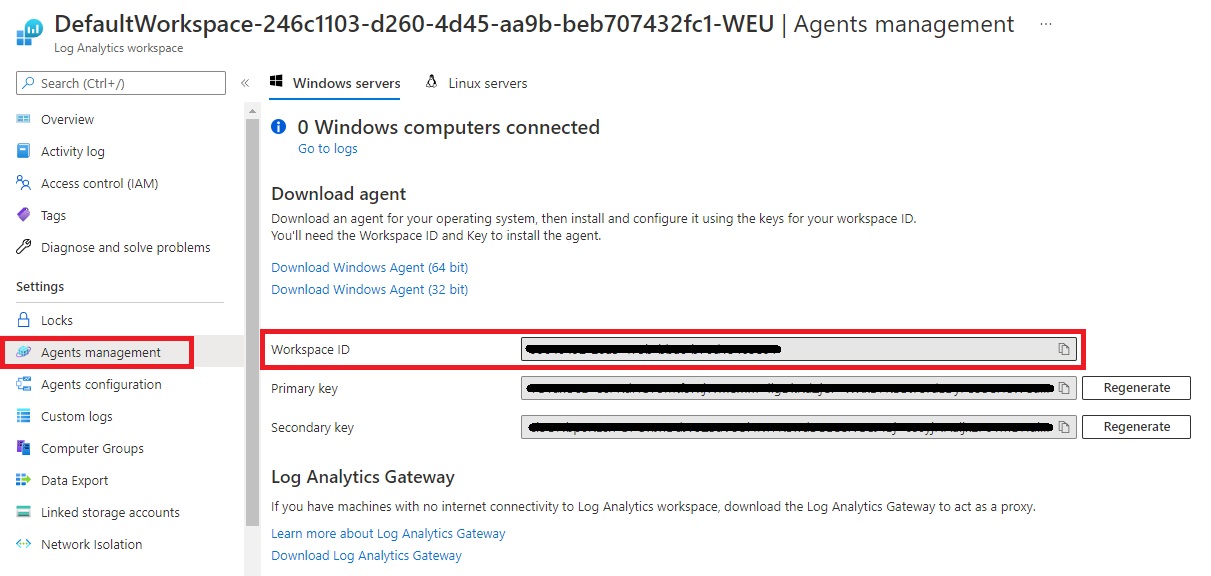 DefaultWorkspace-246c1103-d260-4d45-aa9b-beb707432fc1-WEU | Agents management ...
Log Analytics workspace
Search (Ctrl+/)
«
Overview
Activity log
Access control (IAM)
Tags
Diagnose and solve problems
Settings
Locks
Agents management
Agents configuration
Custom logs
Computer Groups
Data Export
Linked storage accounts
Network Isolation
Windows servers
Linux servers
0 Windows computers connected
Go to logs
Download agent
Download an agent for your operating system, then install and configure it using the keys for your workspace ID.
You'll need the Workspace ID and Key to install the agent.
Download Windows Agent (64 bit)
Download Windows Agent (32 bit)
Workspace ID
Primary key
Regenerate
Secondary key
Regenerate
Log Analytics Gateway
If you have machines with no internet connectivity to Log Analytics workspace, download the Log Analytics Gateway to act as a proxy.
Learn more about Log Analytics Gateway
Download Log Analytics Gateway